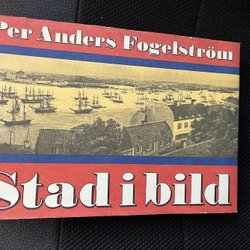 Per Anders Fogelström
Stad i bild